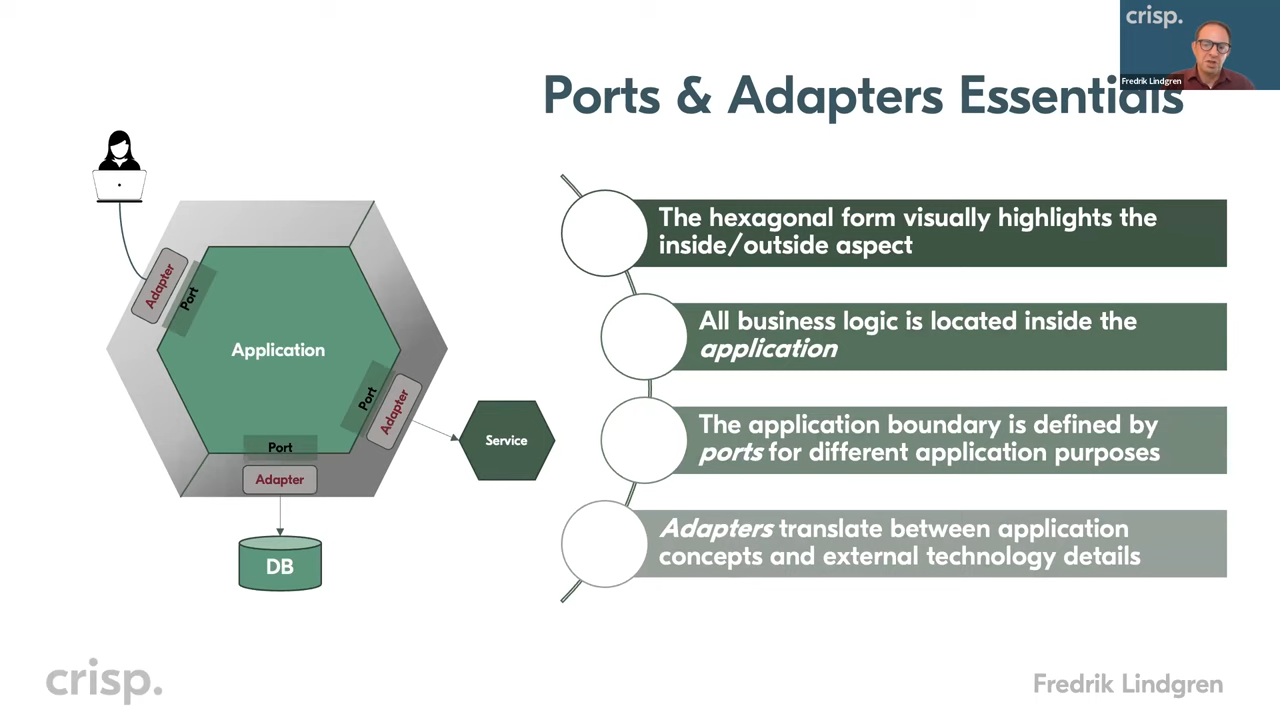 crisp.
Fredrik Lindgren
Ports & Adapters Essentials
Adapter
Port
Application
Port
Adapter
Port
Adapter
Service
DB
The hexagonal form visually highlights the
inside/outside aspect
All business logic is located inside the
application
The application boundary is defined by
ports for different application purposes
Adapters translate between application
concepts and external technology details
crisp.
Fredrik Lindgren